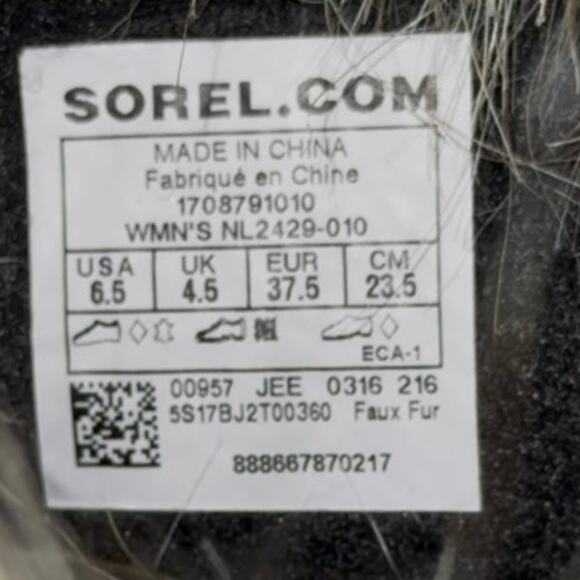 SOREL.COM
MADE IN CHINA
Fabriqué en Chine
1708791010
WMN'S NL2429-010
USA UK EUR CM
6.5 4.5 37.5 23.5
ECA-1
00957 JEE 0316 216
5S17BJ2T00360 Faux Fur
888667870217